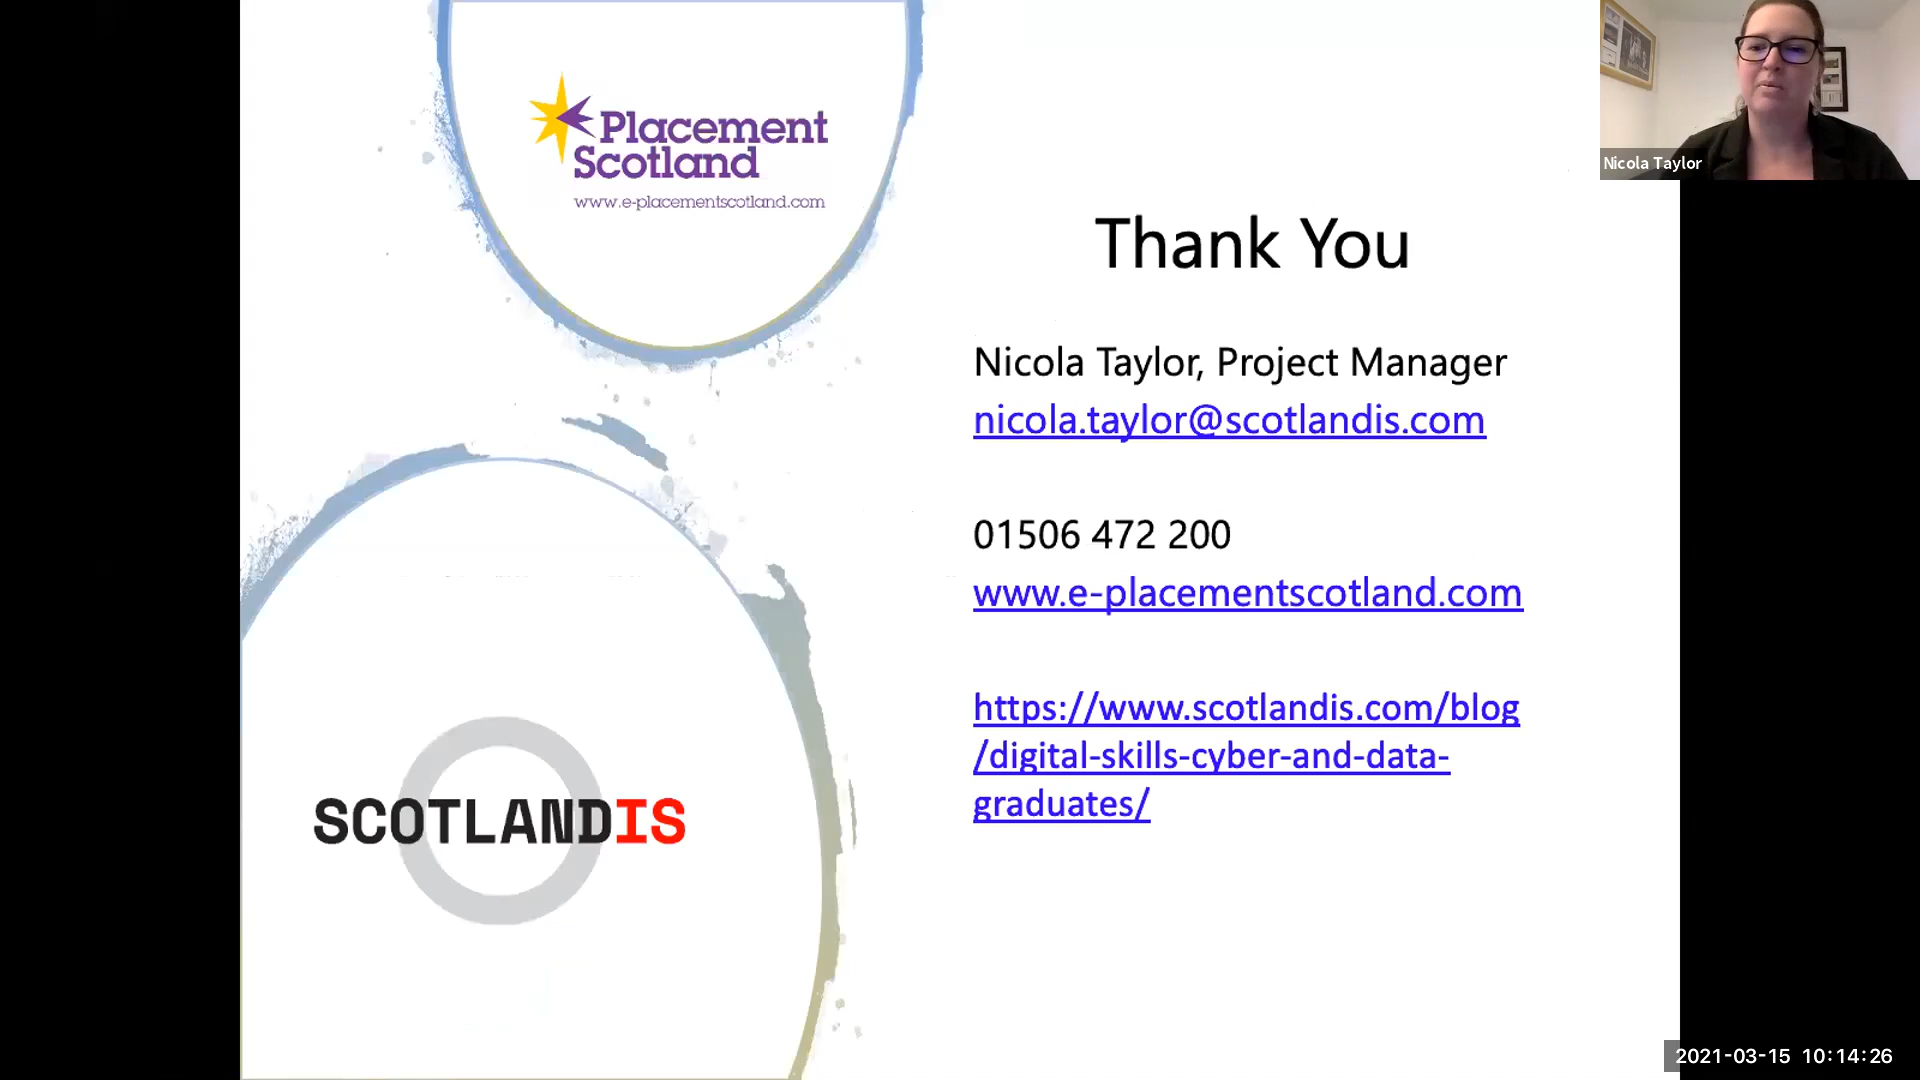 Placement
Scotland
www.e-placementscotland.com
Nicola Taylor
Thank You
Nicola Taylor, Project Manager
nicola.taylor@scotlandis.com
01506 472 200
www.e-placementscotland.com
https://www.scotlandis.com/blog
/digital-skills-cyber-and-data-
graduates/
SCOTLANDIS
2021-03-15 10:14:26